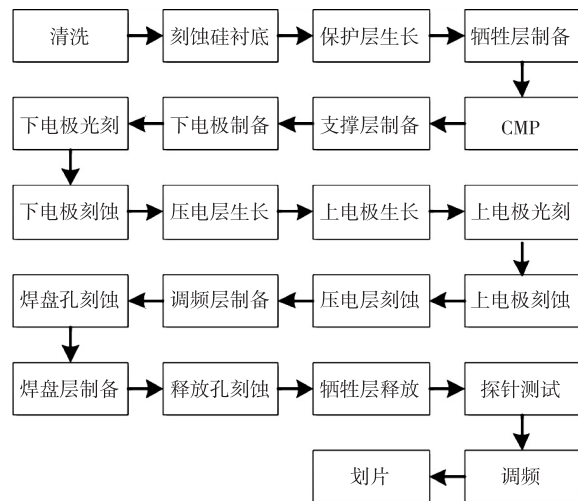 清洗 刻蚀硅衬底 保护层生长 牺牲层制备
下电极光刻 下电极制备 支撑层制备 CMP
下电极刻蚀 压电层生长 上电极生长 上电极光刻
焊盘孔刻蚀 调频层制备 压电层刻蚀 上电极刻蚀
焊盘层制备 释放孔刻蚀 牺牲层释放 探针测试
划片 调频